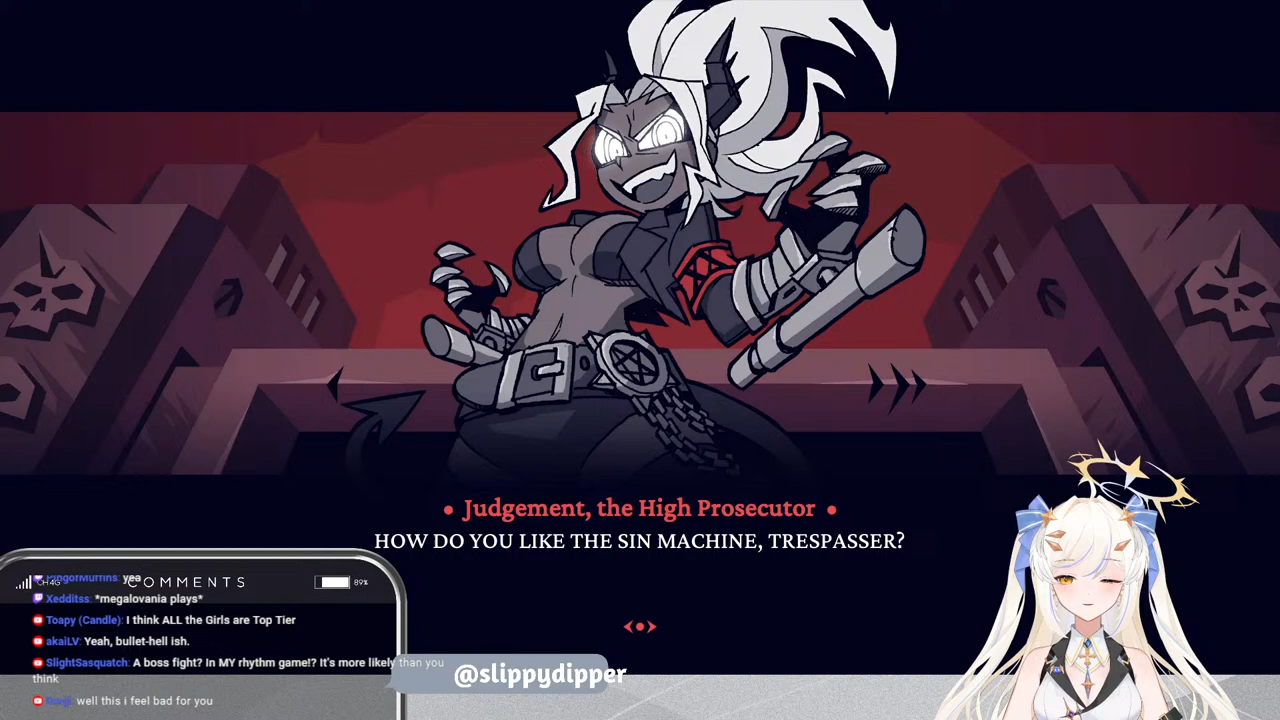 • Judgement, the High Prosecutor •
HOW DO YOU LIKE THE SIN MACHINE, TRESPASSER?
COMMENTS
89%
yea
Xedditss: *megalovania plays*
Toapy (Candle): I think ALL the Girls are Top Tier
akaiLV: Yeah, bullet-hell ish.
SlightSasquatch: A boss fight? In MY rhythm game!? It's more likely than you
think
well this i feel bad for you
@slippydipper